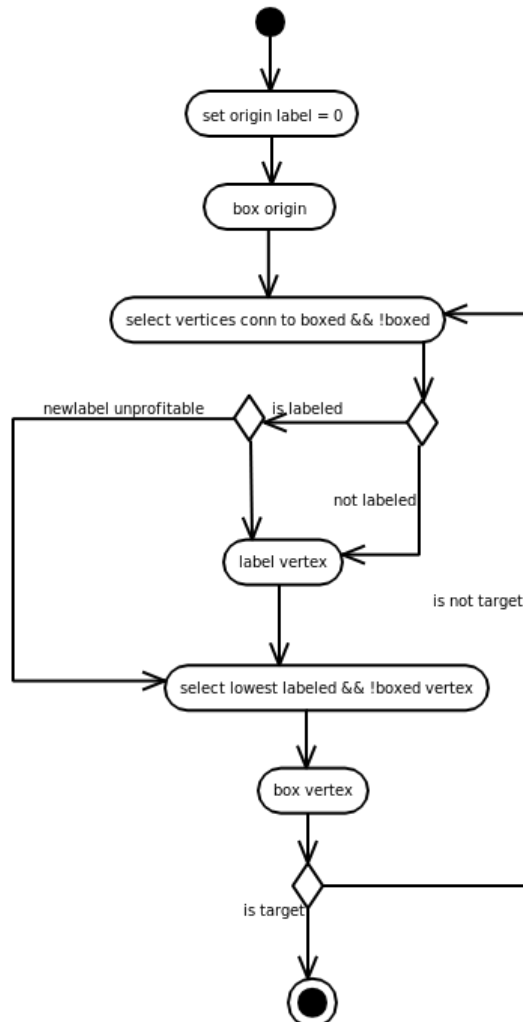 set origin label = 0
box origin
select vertices conn to boxed && !boxed
newlabel unprofitable
is labeled
not labeled
label vertex
is not target
select lowest labeled && !boxed vertex
box vertex
is target